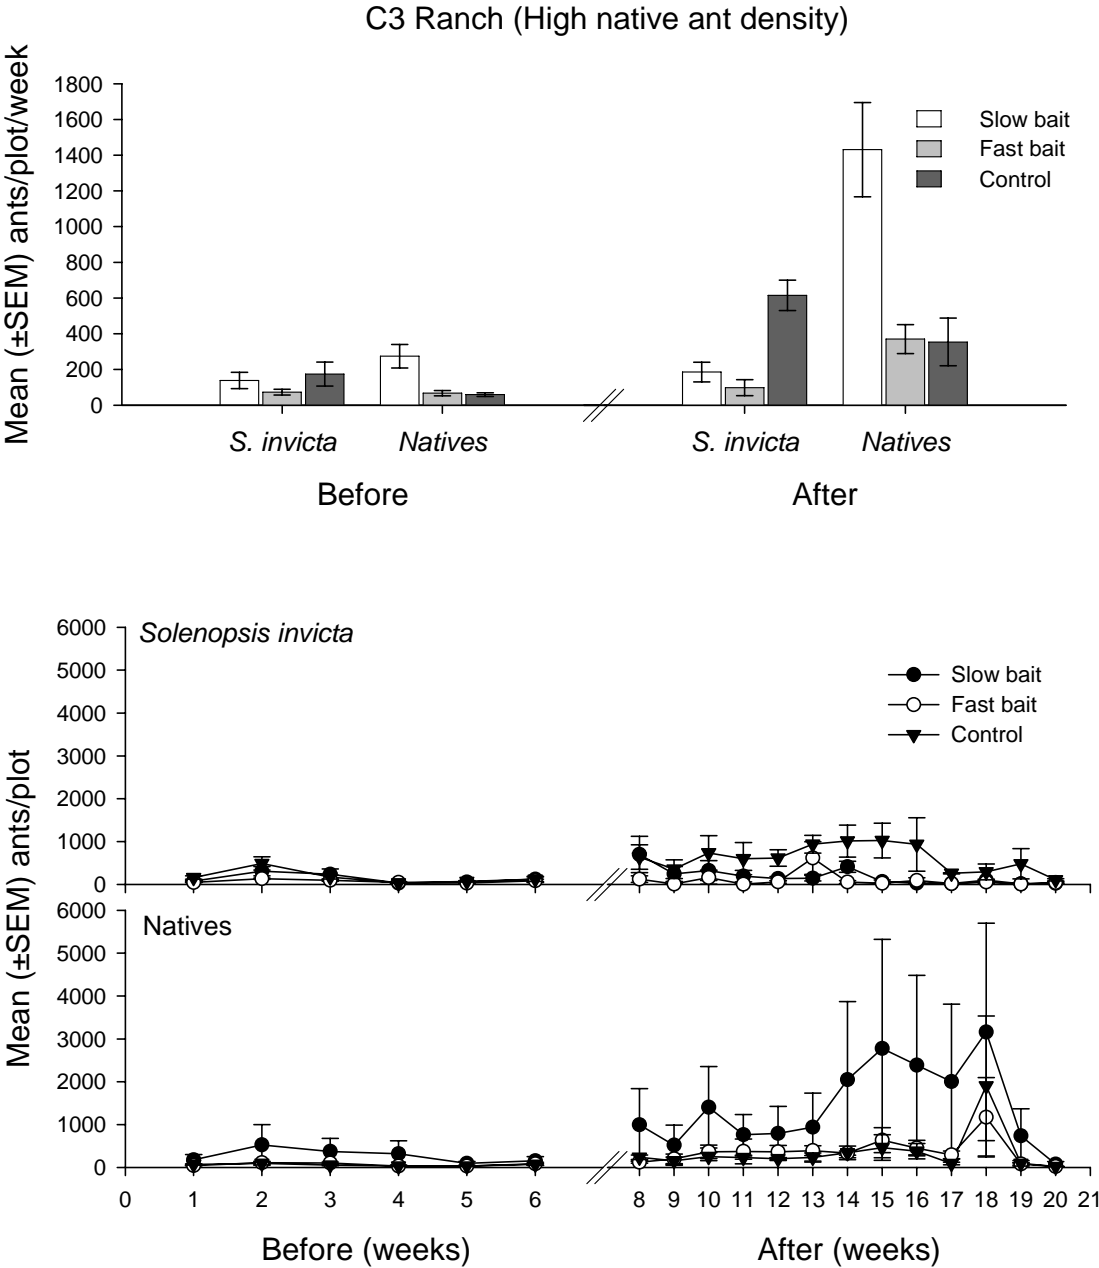 C3 Ranch (High native ant density)
Mean (±SEM) ants/plot/week
1800
1600
1400
1200
1000
800
600
400
200
0
Slow bait
Fast bait
Control
S. invicta Natives S. invicta Natives
Before After
Mean (±SEM) ants/plot
6000
5000
4000
3000
2000
1000
0
Solenopsis invicta
Slow bait
Fast bait
Control
6000
5000
4000
3000
2000
1000
0
Natives
0 1 2 3 4 5 6 8 9 10 11 12 13 14 15 16 17 18 19 20 21
Before (weeks) After (weeks)